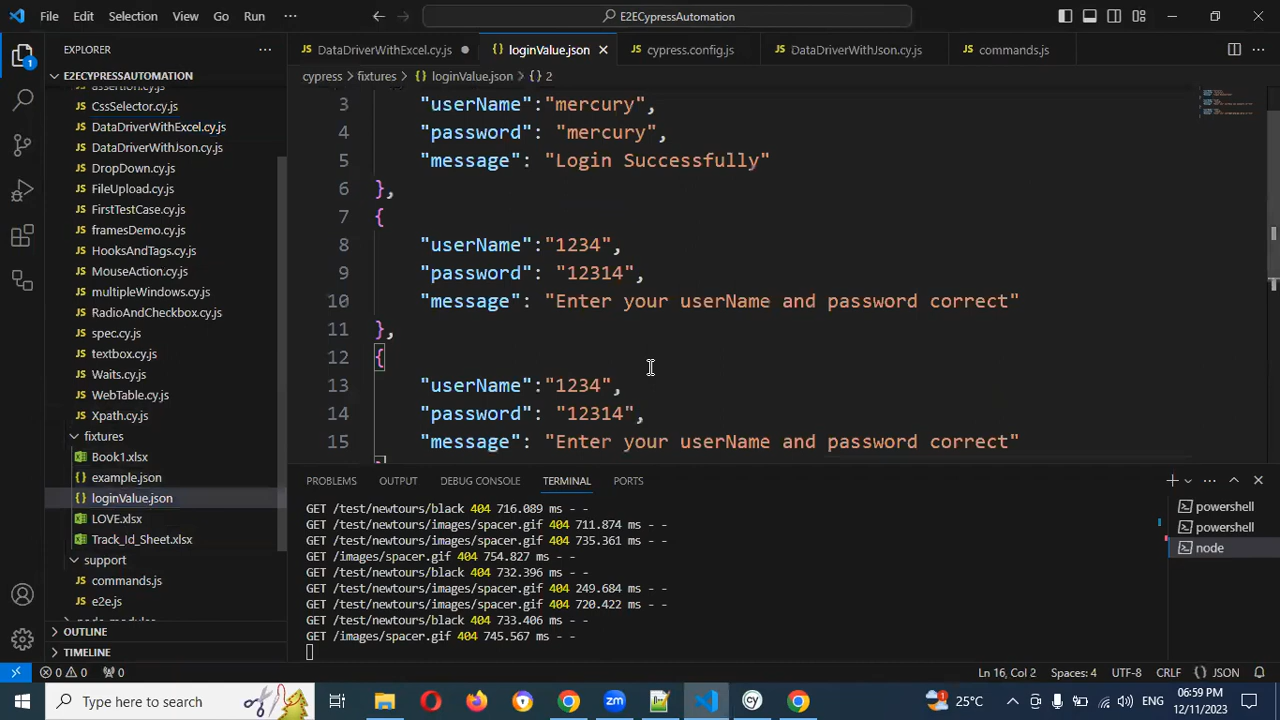 File Edit Selection View Go Run ··· E2ECypressAutomation
EXPLORER ···
DataDriverWithExcel.cy.js
loginValue.json
cypress.config.js
DataDriverWithJson.cy.js
commands.js
cypress > fixtures > {} loginValue.json > {} 2
E2ECYPRESSAUTOMATION
assertion.cy.js
CssSelector.cy.js
DataDriverWithExcel.cy.js
DataDriverWithJson.cy.js
DropDown.cy.js
FileUpload.cy.js
FirstTestCase.cy.js
framesDemo.cy.js
HooksAndTags.cy.js
MouseAction.cy.js
multipleWindows.cy.js
RadioAndCheckbox.cy.js
spec.cy.js
textbox.cy.js
Waits.cy.js
WebTable.cy.js
Xpath.cy.js
fixtures
Book1.xlsx
example.json
loginValue.json
LOVE.xlsx
Track_Id_Sheet.xlsx
support
commands.js
e2e.js
OUTLINE
TIMELINE
3 "userName":"mercury",
4 "password": "mercury",
5 "message": "Login Successfully"
6 },
7 {
8 "userName":"1234",
9 "password": "12314",
10 "message": "Enter your userName and password correct"
11 },
12 {
13 "userName":"1234",
14 "password": "12314",
15 "message": "Enter your userName and password correct"
PROBLEMS OUTPUT DEBUG CONSOLE TERMINAL PORTS
GET /test/newtours/black 404 716.089 ms - -
GET /test/newtours/images/spacer.gif 404 711.874 ms - -
GET /test/newtours/images/spacer.gif 404 735.361 ms - -
GET /images/spacer.gif 404 754.827 ms - -
GET /test/newtours/black 404 732.396 ms - -
GET /test/newtours/images/spacer.gif 404 249.684 ms - -
GET /test/newtours/images/spacer.gif 404 720.422 ms - -
GET /test/newtours/black 404 733.406 ms - -
GET /images/spacer.gif 404 745.567 ms - -
powershell
powershell
node
0 0 0 Ln 16, Col 2 Spaces: 4 UTF-8 CRLF {} JSON
Type here to search
zm
cy
25°C
ENG
06:59 PM
12/11/2023